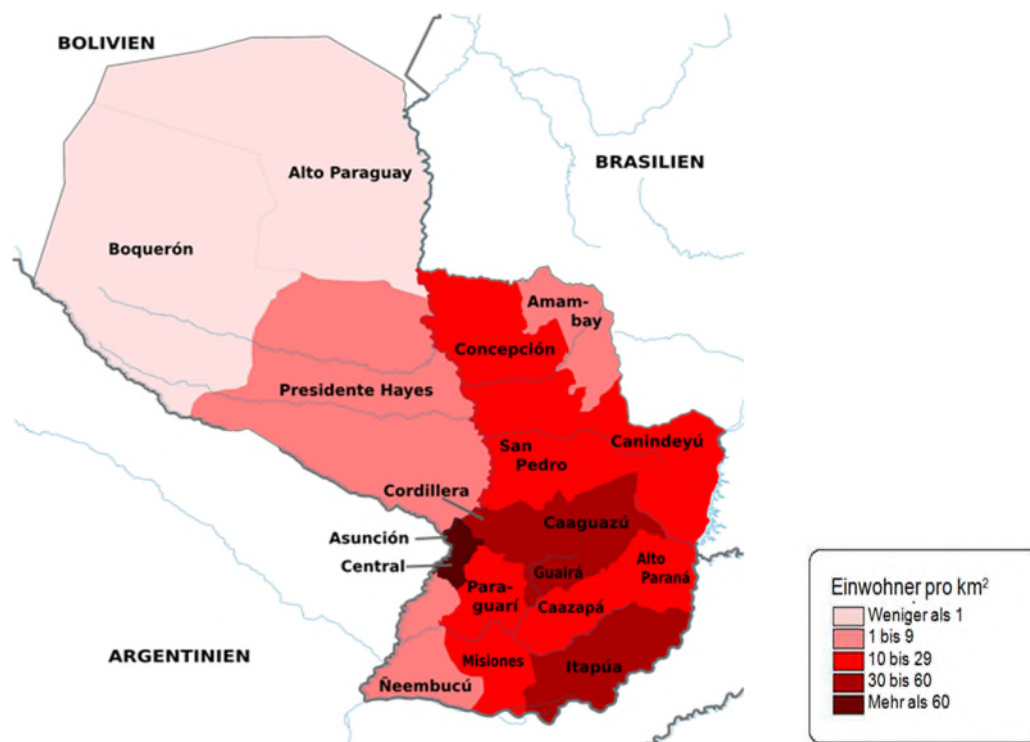 BOLIVIEN
BRASILIEN
Alto Paraguay
Boquerón
Amam-
bay
Concepción
Presidente Hayes
Canindeyú
San
Pedro
Cordillera
Caaguazú
Asunción
Central
Guairá
Alto
Paraná
Para-
guarí
Caazapá
ARGENTINIEN
Misiones
Itapúa
Ñeembucú
Einwohner pro km²
Weniger als 1
1 bis 9
10 bis 29
30 bis 60
Mehr als 60